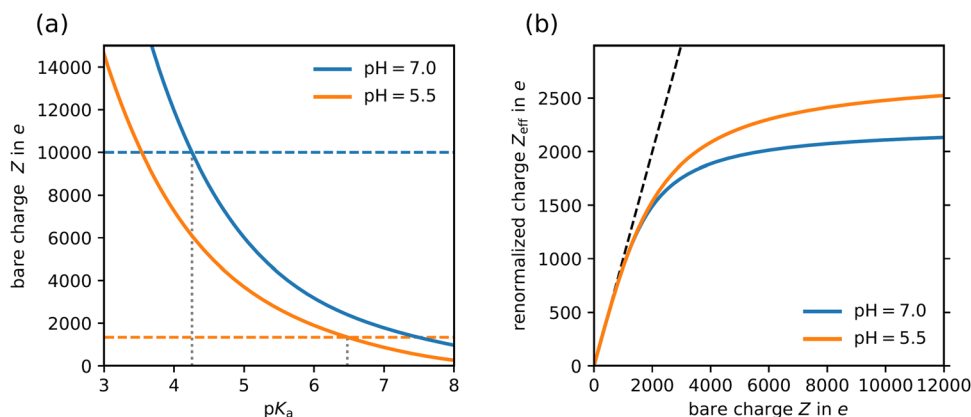 (a)
bare charge Z in e
14000
12000
10000
8000
6000
4000
2000
0
3 4 5 6 7 8
pKa
pH = 7.0
pH = 5.5
(b)
renormalized charge Zeff in e
2500
2000
1500
1000
500
0
0 2000 4000 6000 8000 10000 12000
bare charge Z in e
pH = 7.0
pH = 5.5